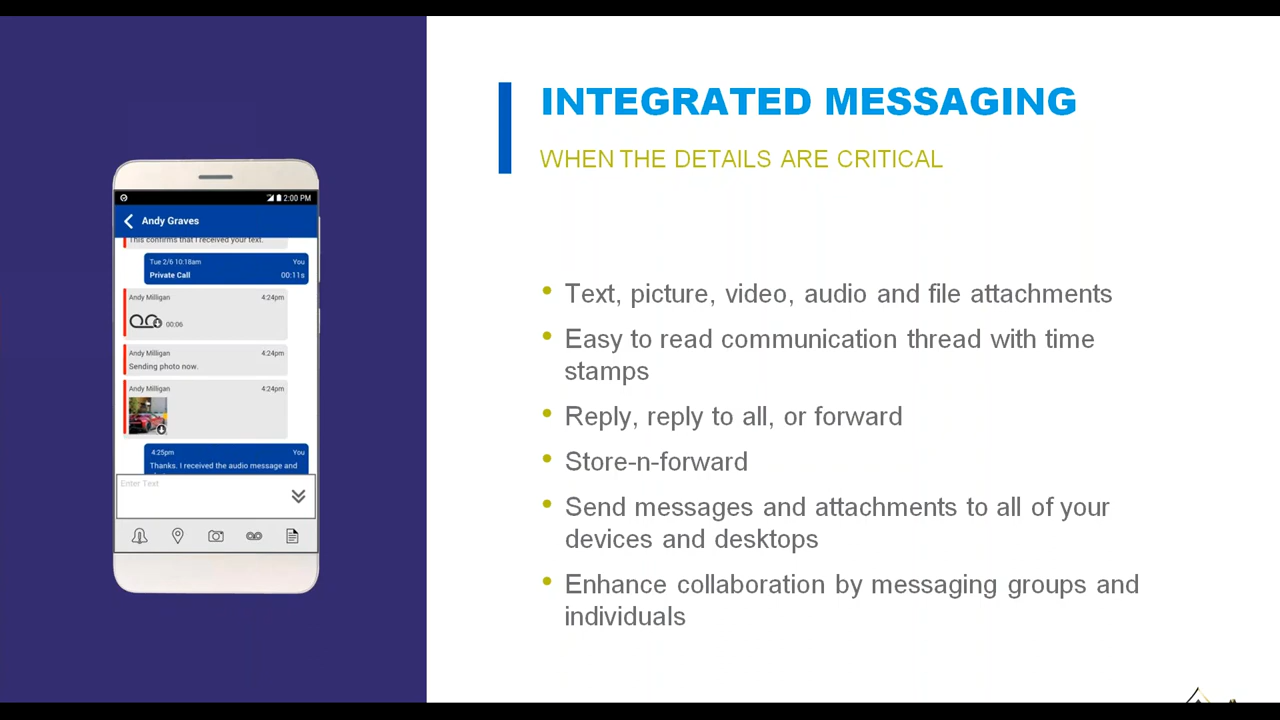 2:00 PM
Andy Graves
This confirms that I received your text.
Tue 2/6 10:18am You
Private Call 00:11s
Andy Milligan 4:24pm
00:06
Andy Milligan 4:24pm
Sending photo now.
Andy Milligan 4:24pm
4:25pm You
Thanks. I received the audio message and
Enter Text
INTEGRATED MESSAGING
WHEN THE DETAILS ARE CRITICAL
• Text, picture, video, audio and file attachments
• Easy to read communication thread with time
stamps
• Reply, reply to all, or forward
• Store-n-forward
• Send messages and attachments to all of your
devices and desktops
• Enhance collaboration by messaging groups and
individuals